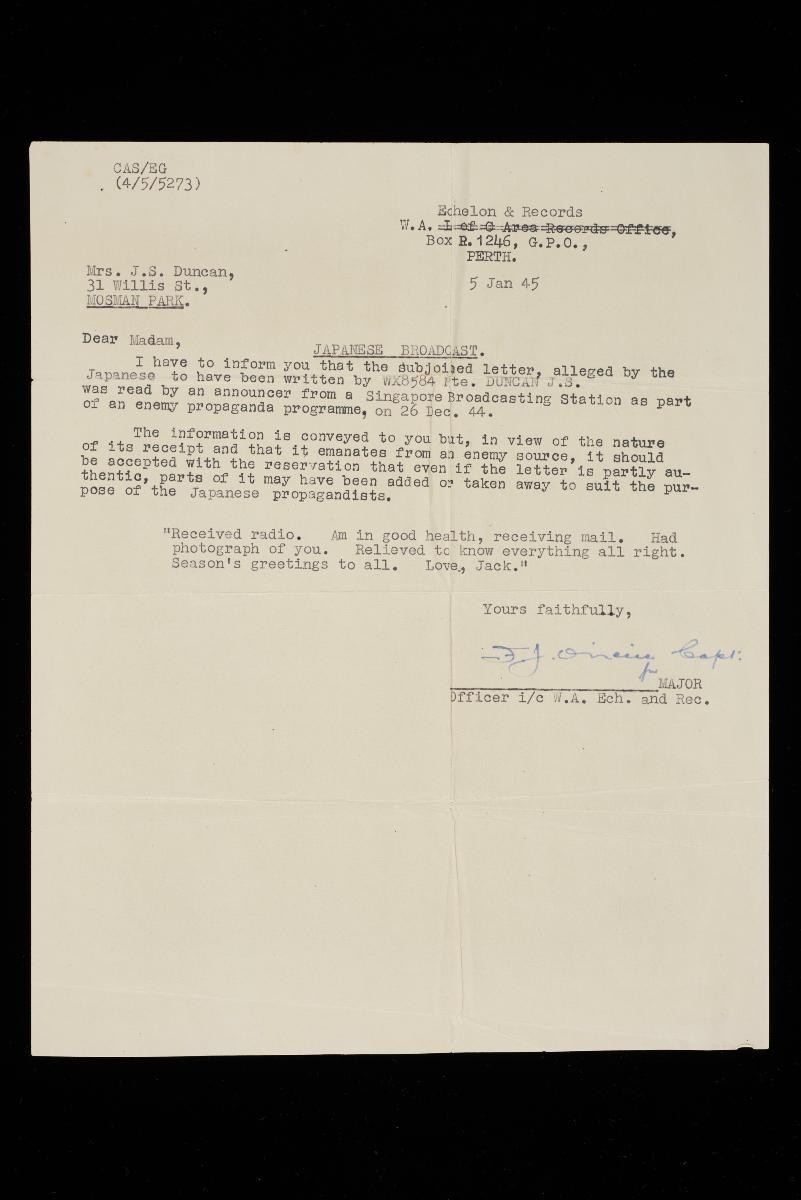 CAS/EG
(4/5/5273)
Echelon & Records
W.A. L of C Area Records Office,
Box R.1246, G.P.O.,
PERTH.
Mrs. J.S. Duncan,
31 Willis St.,
MOSMAN PARK.
5 Jan 45
Dear Madam,
JAPANESE BROADCAST.
I have to inform you that the subjoined letter, alleged by the
Japanese to have been written by WX8584 Pte. DUNCAN J.S.
was read by an announcer from a Singapore Broadcasting Station as part
of an enemy propaganda programme, on 26 Dec. 44.
The information is conveyed to you but, in view of the nature
of its receipt and that it emanates from an enemy source, it should
be accepted with the reservation that even if the letter is partly au-
thentic, parts of it may have been added or taken away to suit the pur-
pose of the Japanese propagandists.
"Received radio. Am in good health, receiving mail. Had
photograph of you. Relieved to know everything all right.
Season's greetings to all. Love, Jack."
Yours faithfully,
Capt.
MAJOR
Officer i/c W.A. Ech. and Rec.